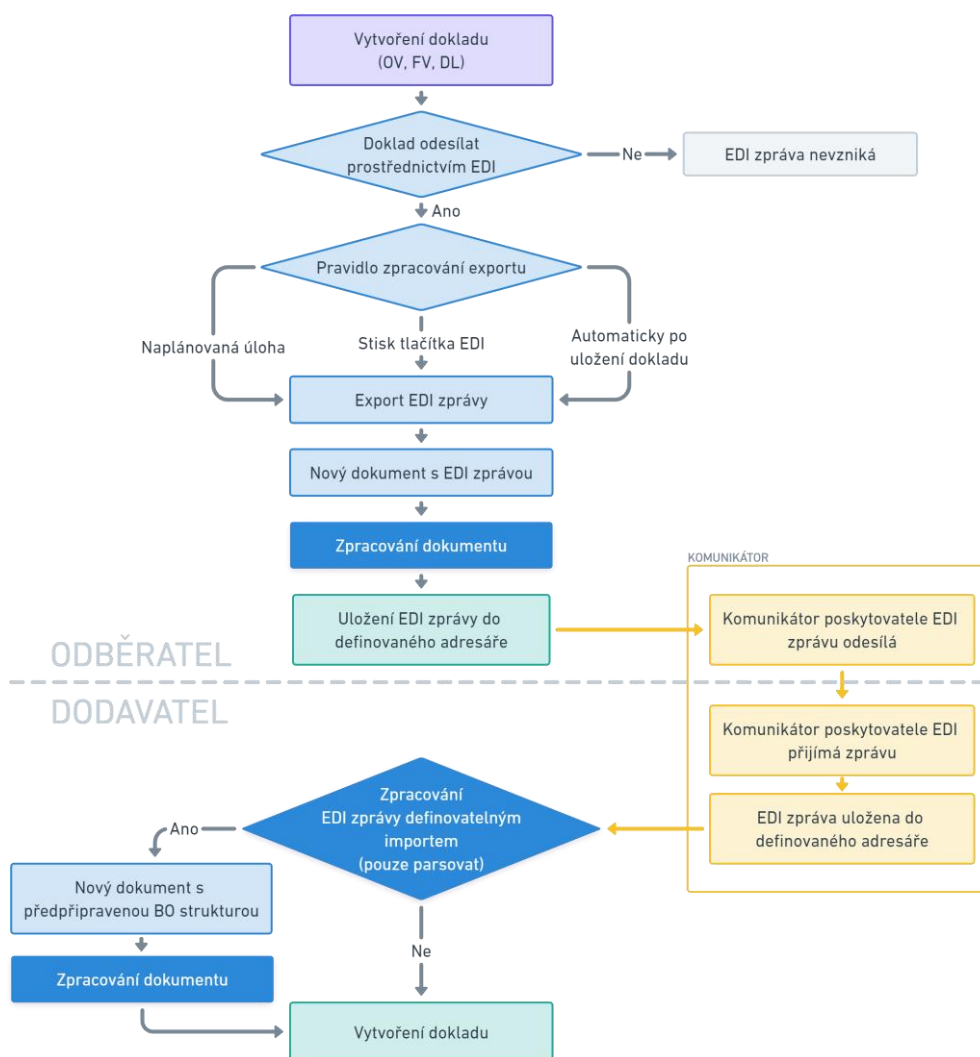 Vytvoření dokladu
(OV, FV, DL)
Doklad odesílat
prostřednictvím EDI
Ne
EDI zpráva nevzniká
Ano
Pravidlo zpracování exportu
Naplánovaná úloha
Stisk tlačítka EDI
Automaticky po
uložení dokladu
Export EDI zprávy
Nový dokument s EDI zprávou
Zpracování dokumentu
KOMUNIKÁTOR
Uložení EDI zprávy do
definovaného adresáře
Komunikátor poskytovatele EDI
zprávu odesílá
ODBĚRATEL
DODAVATEL
Komunikátor poskytovatele EDI
přijímá zprávu
EDI zpráva uložena do
definovaného adresáře
Zpracování
EDI zprávy definovatelným
importem
(pouze parsovat)
Ano
Nový dokument s
předpřipravenou BO strukturou
Ne
Zpracování dokumentu
Vytvoření dokladu